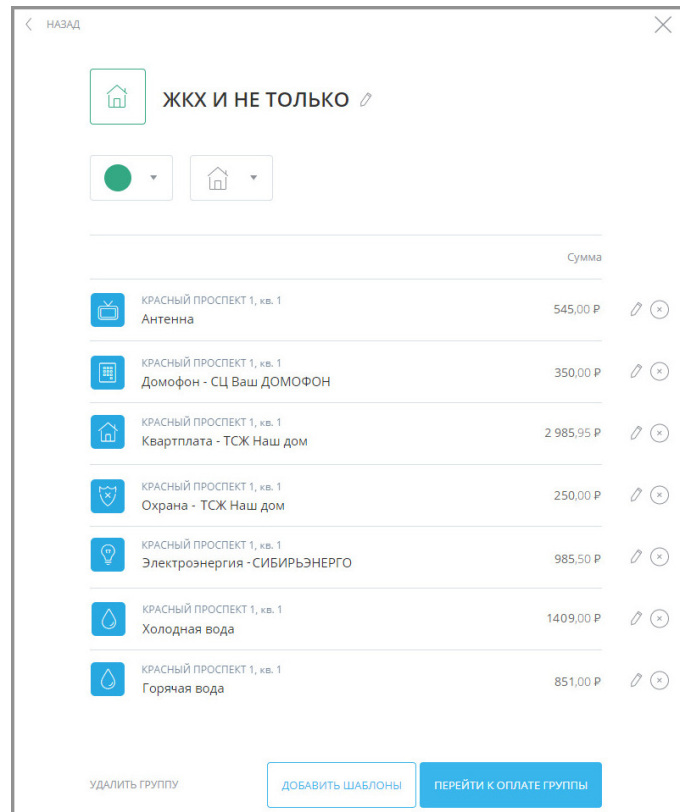 НАЗАД
ЖКХ И НЕ ТОЛЬКО
Сумма
КРАСНЫЙ ПРОСПЕКТ 1, кв. 1
Антенна
545,00 ₽
КРАСНЫЙ ПРОСПЕКТ 1, кв. 1
Домофон - СЦ Ваш ДОМОФОН
350,00 ₽
КРАСНЫЙ ПРОСПЕКТ 1, кв. 1
Квартплата - ТСЖ Наш дом
2 985,95 ₽
КРАСНЫЙ ПРОСПЕКТ 1, кв. 1
Охрана - ТСЖ Наш дом
250,00 ₽
КРАСНЫЙ ПРОСПЕКТ 1, кв. 1
Электроэнергия - СИБИРЬЭНЕРГО
985,50 ₽
КРАСНЫЙ ПРОСПЕКТ 1, кв. 1
Холодная вода
1409,00 ₽
КРАСНЫЙ ПРОСПЕКТ 1, кв. 1
Горячая вода
851,00 ₽
УДАЛИТЬ ГРУППУ
ДОБАВИТЬ ШАБЛОНЫ
ПЕРЕЙТИ К ОПЛАТЕ ГРУППЫ